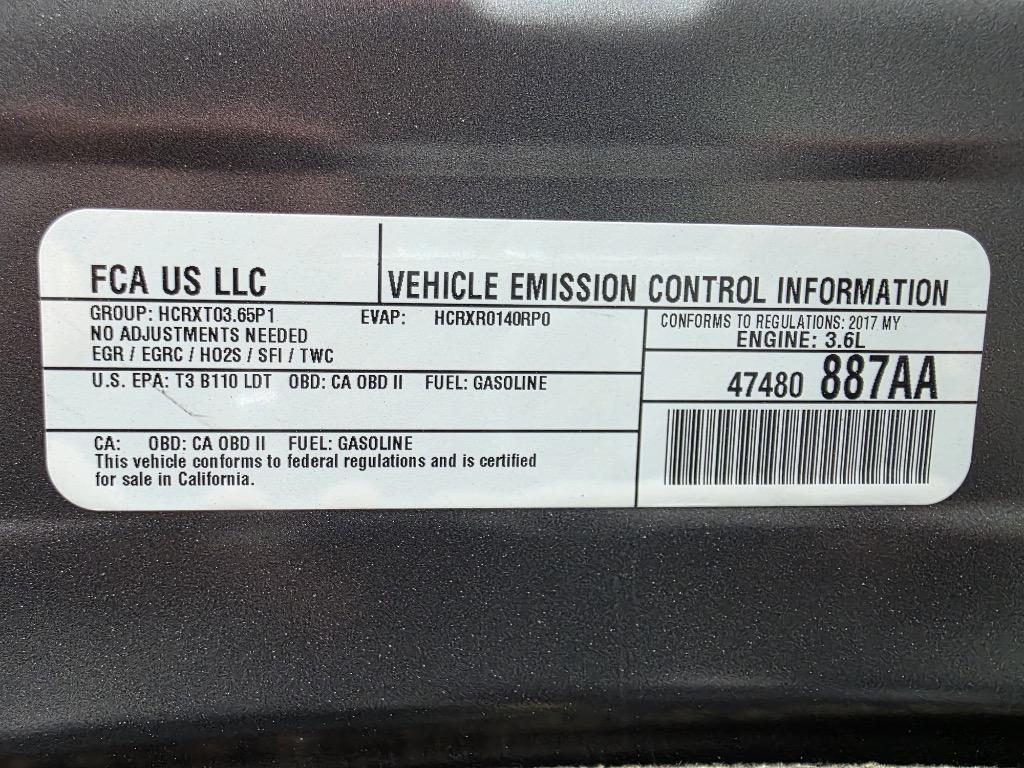 FCA US LLC
VEHICLE EMISSION CONTROL INFORMATION
GROUP: HCRXT03.65P1 EVAP: HCRXR0140RP0
NO ADJUSTMENTS NEEDED
EGR / EGRC / HO2S / SFI / TWC
CONFORMS TO REGULATIONS: 2017 MY
ENGINE: 3.6L
U.S. EPA: T3 B110 LDT OBD: CA OBD II FUEL: GASOLINE
47480 887AA
CA: OBD: CA OBD II FUEL: GASOLINE
This vehicle conforms to federal regulations and is certified
for sale in California.